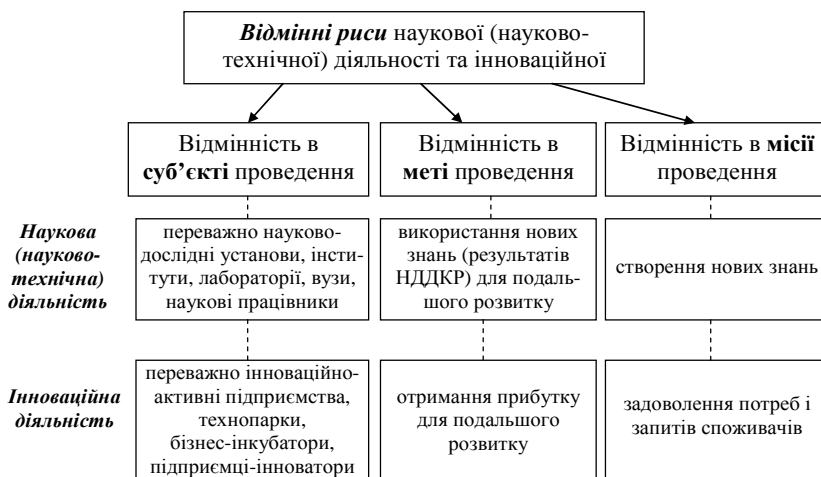 Відмінні риси наукової (науково-
технічної) діяльності та інноваційної
Відмінність в
суб’єкті проведення
Відмінність в
меті проведення
Відмінність в місії
проведення
Наукова
(науково-
технічна)
діяльність
переважно науково-
дослідні установи, інсти-
тути, лабораторії, вузи,
наукові працівники
використання нових
знань (результатів
НДДКР) для подаль-
шого розвитку
створення нових знань
Інноваційна
діяльність
переважно інноваційно-
активні підприємства,
технопарки,
бізнес-інкубатори,
підприємці-інноватори
отримання прибутку
для подальшого
розвитку
задоволення потреб і
запитів споживачів